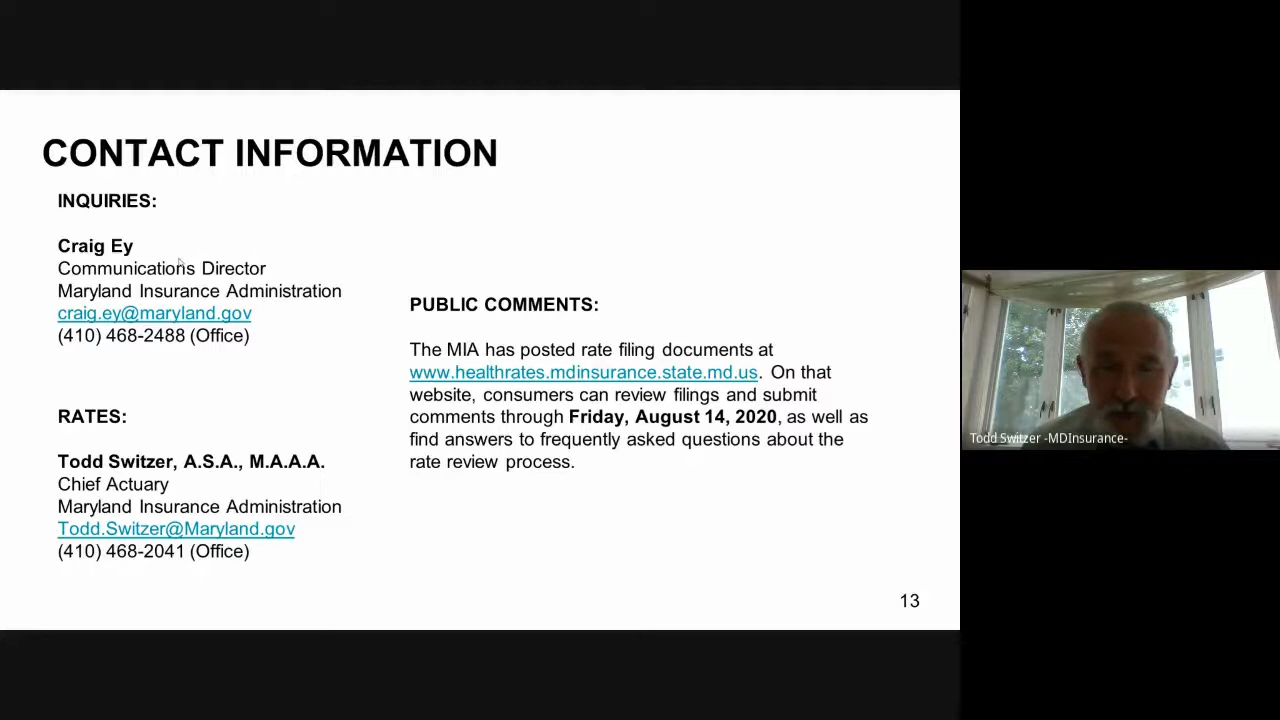 CONTACT INFORMATION
INQUIRIES:
Craig Ey
Communications Director
Maryland Insurance Administration
craig.ey@maryland.gov
(410) 468-2488 (Office)
RATES:
Todd Switzer, A.S.A., M.A.A.A.
Chief Actuary
Maryland Insurance Administration
Todd.Switzer@Maryland.gov
(410) 468-2041 (Office)
PUBLIC COMMENTS:
The MIA has posted rate filing documents at
www.healthrates.mdinsurance.state.md.us. On that
website, consumers can review filings and submit
comments through Friday, August 14, 2020, as well as
find answers to frequently asked questions about the
rate review process.
13
Todd Switzer -MDInsurance-